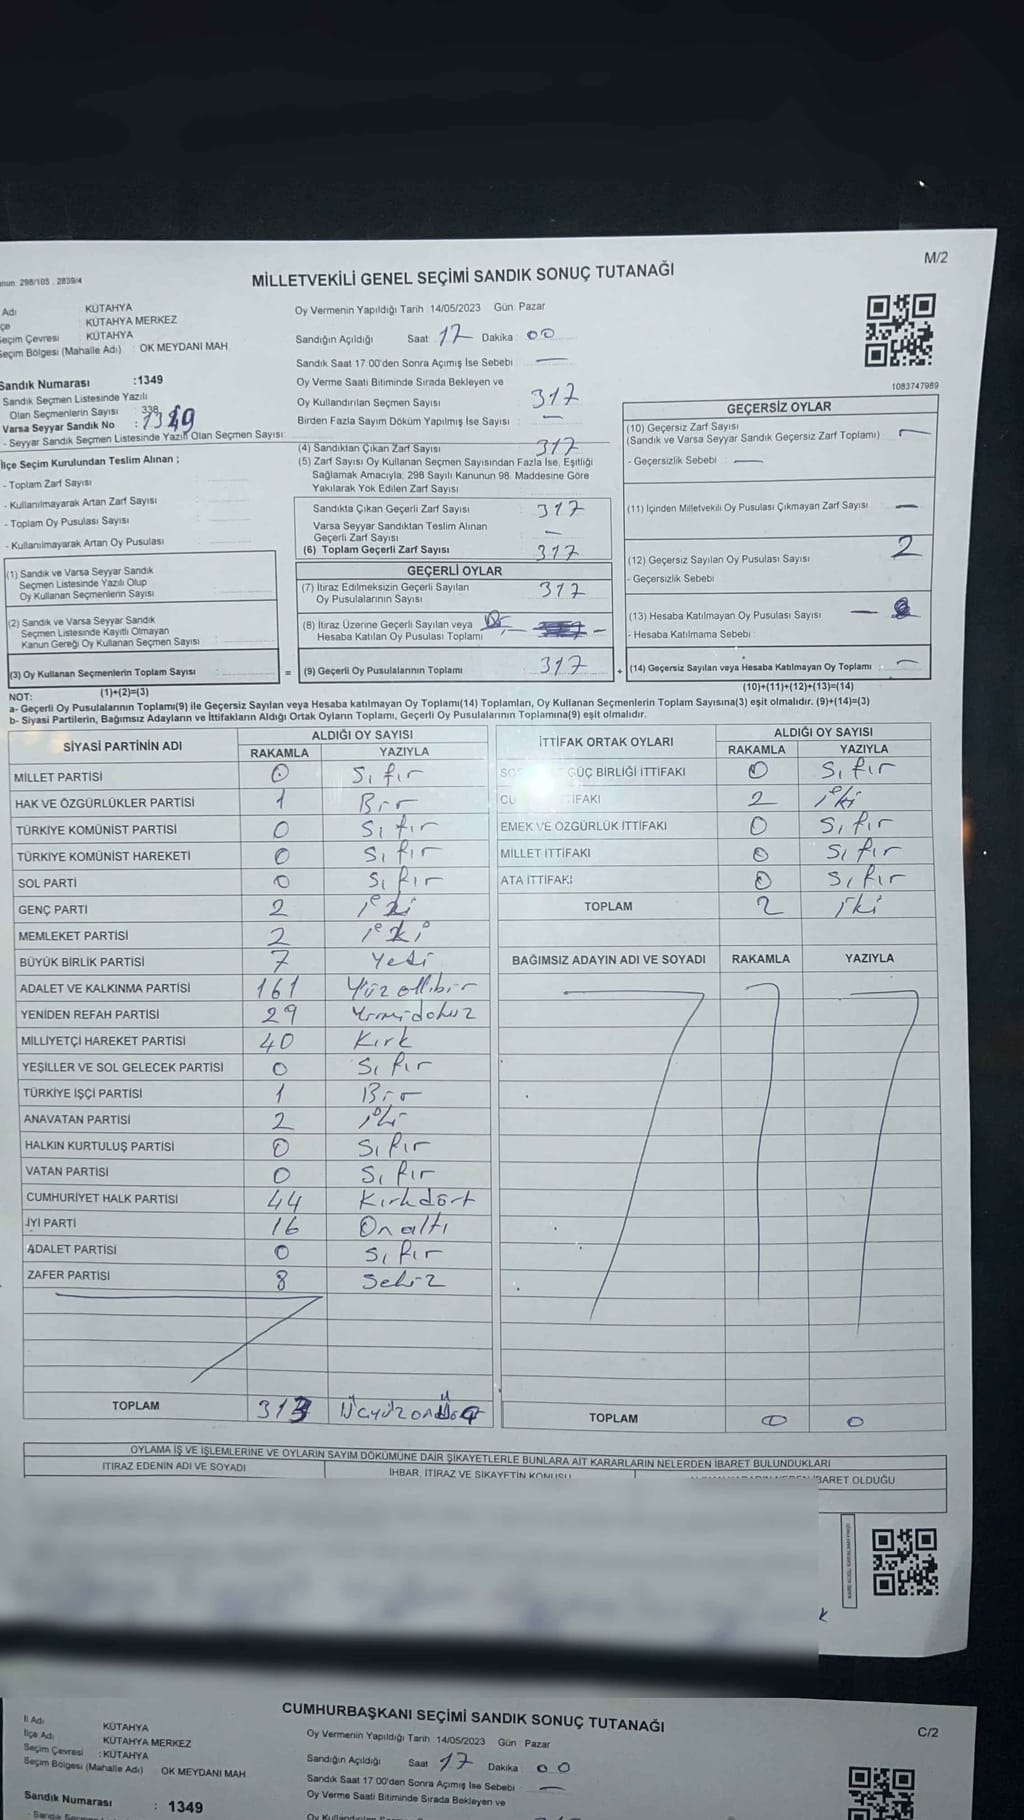 M/2
298/105 . 2839/4
MİLLETVEKİLİ GENEL SEÇİMİ SANDIK SONUÇ TUTANAĞI
Adı KÜTAHYA
KÜTAHYA MERKEZ
Seçim Çevresi KÜTAHYA
Seçim Bölgesi (Mahalle Adı) : OK MEYDANI MAH
Sandık Numarası :1349
Sandık Seçmen Listesinde Yazılı
Olan Seçmenlerin Sayısı : 338
Varsa Seyyar Sandık No :
- Seyyar Sandık Seçmen Listesinde Yazılı Olan Seçmen Sayısı:
İlçe Seçim Kurulundan Teslim Alınan ;
- Toplam Zarf Sayısı
- Kullanılmayarak Artan Zarf Sayısı
- Toplam Oy Pusulası Sayısı
- Kullanılmayarak Artan Oy Pusulası
(1) Sandık ve Varsa Seyyar Sandık
Seçmen Listesinde Yazılı Olup
Oy Kullanan Seçmenlerin Sayısı
(2) Sandık ve Varsa Seyyar Sandık
Seçmen Listesinde Kayıtlı Olmayan
Kanun Gereği Oy Kullanan Seçmen Sayısı
(3) Oy Kullanan Seçmenlerin Toplam Sayısı =
Oy Vermenin Yapıldığı Tarih 14/05/2023 Gün: Pazar
Sandığın Açıldığı Saat 17 Dakika : 00
Sandık Saat 17:00'den Sonra Açımış İse Sebebi —
Oy Verme Saati Bitiminde Sırada Bekleyen ve
Oy Kullandırılan Seçmen Sayısı 317
Birden Fazla Sayım Döküm Yapılmış İse Sayısı : —
(4) Sandıktan Çıkan Zarf Sayısı 317
(5) Zarf Sayısı Oy Kullanan Seçmen Sayısından Fazla İse, Eşitliği
Sağlamak Amacıyla; 298 Sayılı Kanunun 98. Maddesine Göre
Yakılarak Yok Edilen Zarf Sayısı
Sandıkta Çıkan Geçerli Zarf Sayısı 317
Varsa Seyyar Sandıktan Teslim Alınan
Geçerli Zarf Sayısı —
(6) Toplam Geçerli Zarf Sayısı 317
GEÇERLİ OYLAR
(7) İtiraz Edilmeksizin Geçerli Sayılan
Oy Pusulalarının Sayısı 317
(8) İtiraz Üzerine Geçerli Sayılan veya
Hesaba Katılan Oy Pusulası Toplamı
(9) Geçerli Oy Pusulalarının Toplamı 317 +
1083747989
GEÇERSİZ OYLAR
(10) Geçersiz Zarf Sayısı
(Sandık ve Varsa Seyyar Sandık Geçersiz Zarf Toplamı) —
- Geçersizlik Sebebi : —
(11) İçinden Milletvekili Oy Pusulası Çıkmayan Zarf Sayısı —
(12) Geçersiz Sayılan Oy Pusulası Sayısı 2
- Geçersizlik Sebebi
(13) Hesaba Katılmayan Oy Pusulası Sayısı —
- Hesaba Katılmama Sebebi :
(14) Geçersiz Sayılan veya Hesaba Katılmayan Oy Toplamı —
NOT: (1)+(2)=(3) (10)+(11)+(12)+(13)=(14)
a- Geçerli Oy Pusulalarının Toplamı(9) ile Geçersiz Sayılan veya Hesaba katılmayan Oy Toplamı(14) Toplamları, Oy Kullanan Seçmenlerin Toplam Sayısına(3) eşit olmalıdır. (9)+(14)=(3)
b- Siyasi Partilerin, Bağımsız Adayların ve İttifakların Aldığı Ortak Oyların Toplamı, Geçerli Oy Pusulalarının Toplamına(9) eşit olmalıdır.
SİYASİ PARTİNİN ADI ALDIĞI OY SAYISI
RAKAMLA YAZIYLA
MİLLET PARTİSİ 0 Sıfır
HAK VE ÖZGÜRLÜKLER PARTİSİ 1 Bir
TÜRKİYE KOMÜNİST PARTİSİ 0 Sıfır
TÜRKİYE KOMÜNİST HAREKETİ 0 Sıfır
SOL PARTİ 0 Sıfır
GENÇ PARTİ 2 iki
MEMLEKET PARTİSİ 2 iki
BÜYÜK BİRLİK PARTİSİ 7 Yedi
ADALET VE KALKINMA PARTİSİ 161 Yüzatlıbir
YENİDEN REFAH PARTİSİ 29 Yirmidokuz
MİLLİYETÇİ HAREKET PARTİSİ 40 Kırk
YEŞİLLER VE SOL GELECEK PARTİSİ 0 Sıfır
TÜRKİYE İŞÇİ PARTİSİ 1 Bir
ANAVATAN PARTİSİ 2 iki
HALKIN KURTULUŞ PARTİSİ 0 Sıfır
VATAN PARTİSİ 0 Sıfır
CUMHURİYET HALK PARTİSİ 44 Kırkdört
İYİ PARTİ 16 Onaltı
ADALET PARTİSİ 0 Sıfır
ZAFER PARTİSİ 8 Sekiz
TOPLAM 313
İTTİFAK ORTAK OYLARI ALDIĞI OY SAYISI
RAKAMLA YAZIYLA
GÜÇ BİRLİĞİ İTTİFAKI 0 Sıfır
CU İFAKI 2 iki
EMEK VE ÖZGÜRLÜK İTTİFAKI 0 Sıfır
MİLLET İTTİFAKI 0 Sıfır
ATA İTTİFAKI 0 Sıfır
TOPLAM 2 iki
BAĞIMSIZ ADAYIN ADI VE SOYADI RAKAMLA YAZIYLA
TOPLAM 0 0
OYLAMA İŞ VE İŞLEMLERİNE VE OYLARIN SAYIM DÖKÜMÜNE DAİR ŞİKAYETLERLE BUNLARA AİT KARARLARIN NELERDEN İBARET BULUNDUKLARI
İTİRAZ EDENİN ADI VE SOYADI İHBAR, İTİRAZ VE ŞİKAYETİN KONUSU İBARET OLDUĞU
CUMHURBAŞKANI SEÇİMİ SANDIK SONUÇ TUTANAĞI
C/2
İl Adı KÜTAHYA
İlçe Adı KÜTAHYA MERKEZ
Seçim Çevresi : KÜTAHYA
Seçim Bölgesi (Mahalle Adı) OK MEYDANI MAH
Sandık Numarası : 1349
Oy Vermenin Yapıldığı Tarih : 14/05/2023 Gün : Pazar
Sandığın Açıldığı Saat 17 Dakika 00
Sandık Saat 17:00'den Sonra Açımış İse Sebebi —
Oy Verme Saati Bitiminde Sırada Bekleyen ve